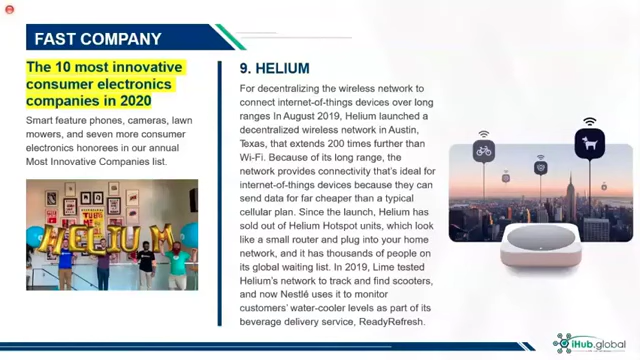 FAST COMPANY
The 10 most innovative
consumer electronics
companies in 2020
Smart feature phones, cameras, lawn
mowers, and seven more consumer
electronics honorees in our annual
Most Innovative Companies list.
HELIUM
9. HELIUM
For decentralizing the wireless network to
connect internet-of-things devices over long
ranges In August 2019, Helium launched a
decentralized wireless network in Austin,
Texas, that extends 200 times further than
Wi-Fi. Because of its long range, the
network provides connectivity that's ideal for
internet-of-things devices because they can
send data for far cheaper than a typical
cellular plan. Since the launch, Helium has
sold out of Helium Hotspot units, which look
like a small router and plug into your home
network, and it has thousands of people on
its global waiting list. In 2019, Lime tested
Helium's network to track and find scooters,
and now Nestlé uses it to monitor
customers' water-cooler levels as part of its
beverage delivery service, ReadyRefresh.
iHub.global